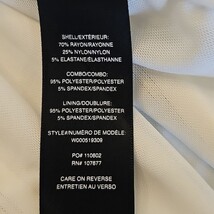 SHELL/EXTÉRIEUR:
70% RAYON/RAYONNE
25% NYLON/NYLON
5% ELASTANE/ÉLASTHANNE
COMBO/COMBO:
95% POLYESTER/POLYESTER
5% SPANDEX/SPANDEX
LINING/DOUBLURE:
95% POLYESTER/POLYESTER
5% SPANDEX/SPANDEX
STYLE#/NUMÉRO DE MODÈLE:
W000519309
PO# 110802
RN# 107877
CARE ON REVERSE
ENTRETIEN AU VERSO